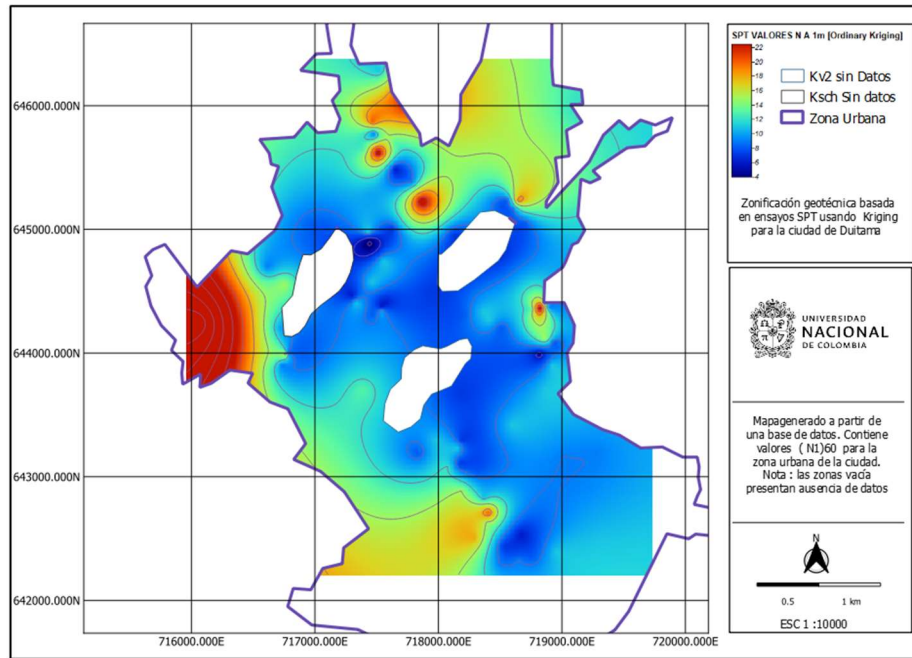 646000.000N
645000.000N
644000.000N
643000.000N
642000.000N
716000.000E
717000.000E
718000.000E
719000.000E
720000.000E
SPT VALORES N A 1m [Ordinary Kriging]
22
20
18
16
14
12
10
8
6
4
Kv2 sin Datos
Ksch Sin datos
Zona Urbana
Zonificación geotécnica basada
en ensayos SPT usando Kriging
para la ciudad de Duitama
UNIVERSIDAD
NACIONAL
DE COLOMBIA
Mapagenerado a partir de
una base de datos. Contiene
valores ( N1)60 para la
zona urbana de la ciudad.
Nota : las zonas vacía
presentan ausencia de datos
N
0.5 1 km
ESC 1 :10000